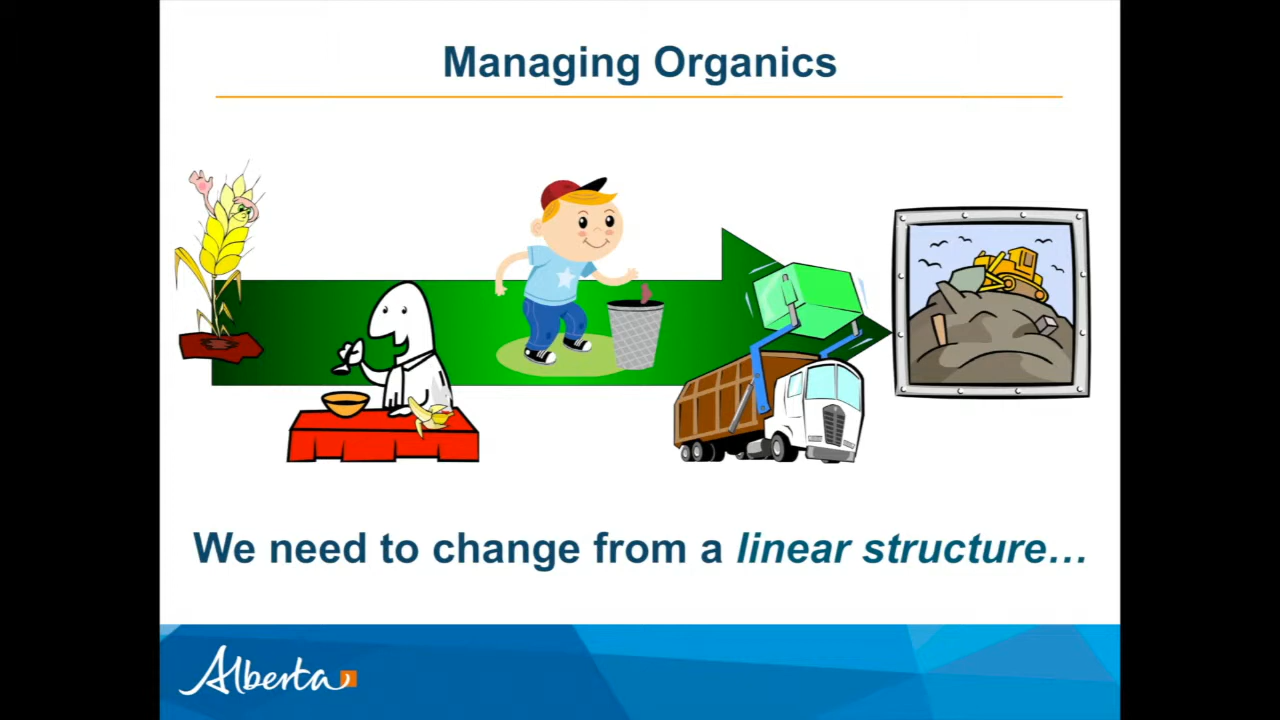 Managing Organics
We need to change from a linear structure…
Alberta